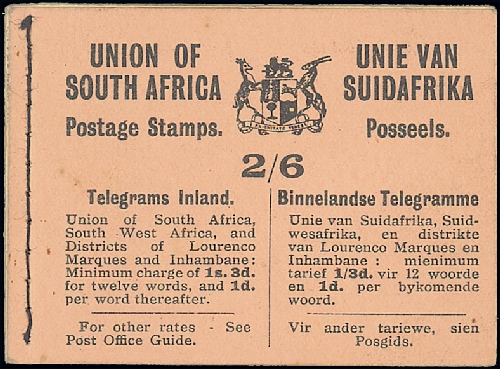 UNION OF
SOUTH AFRICA
Postage Stamps.
UNIE VAN
SUIDAFRIKA
Posseëls.
2/6
Telegrams Inland.
Union of South Africa,
South West Africa, and
Districts of Lourenco
Marques and Inhambane:
Minimum charge of 1s. 3d.
for twelve words, and 1d.
per word thereafter.
For other rates - See
Post Office Guide.
Binnelandse Telegramme
Unie van Suidafrika, Suid-
wesafrika, en distrikte
van Lourenco Marques en
Inhambane : mienimum
tarief 1/3d. vir 12 woorde
en 1d. per bykomende
woord.
Vir ander tariewe, sien
Posgids.